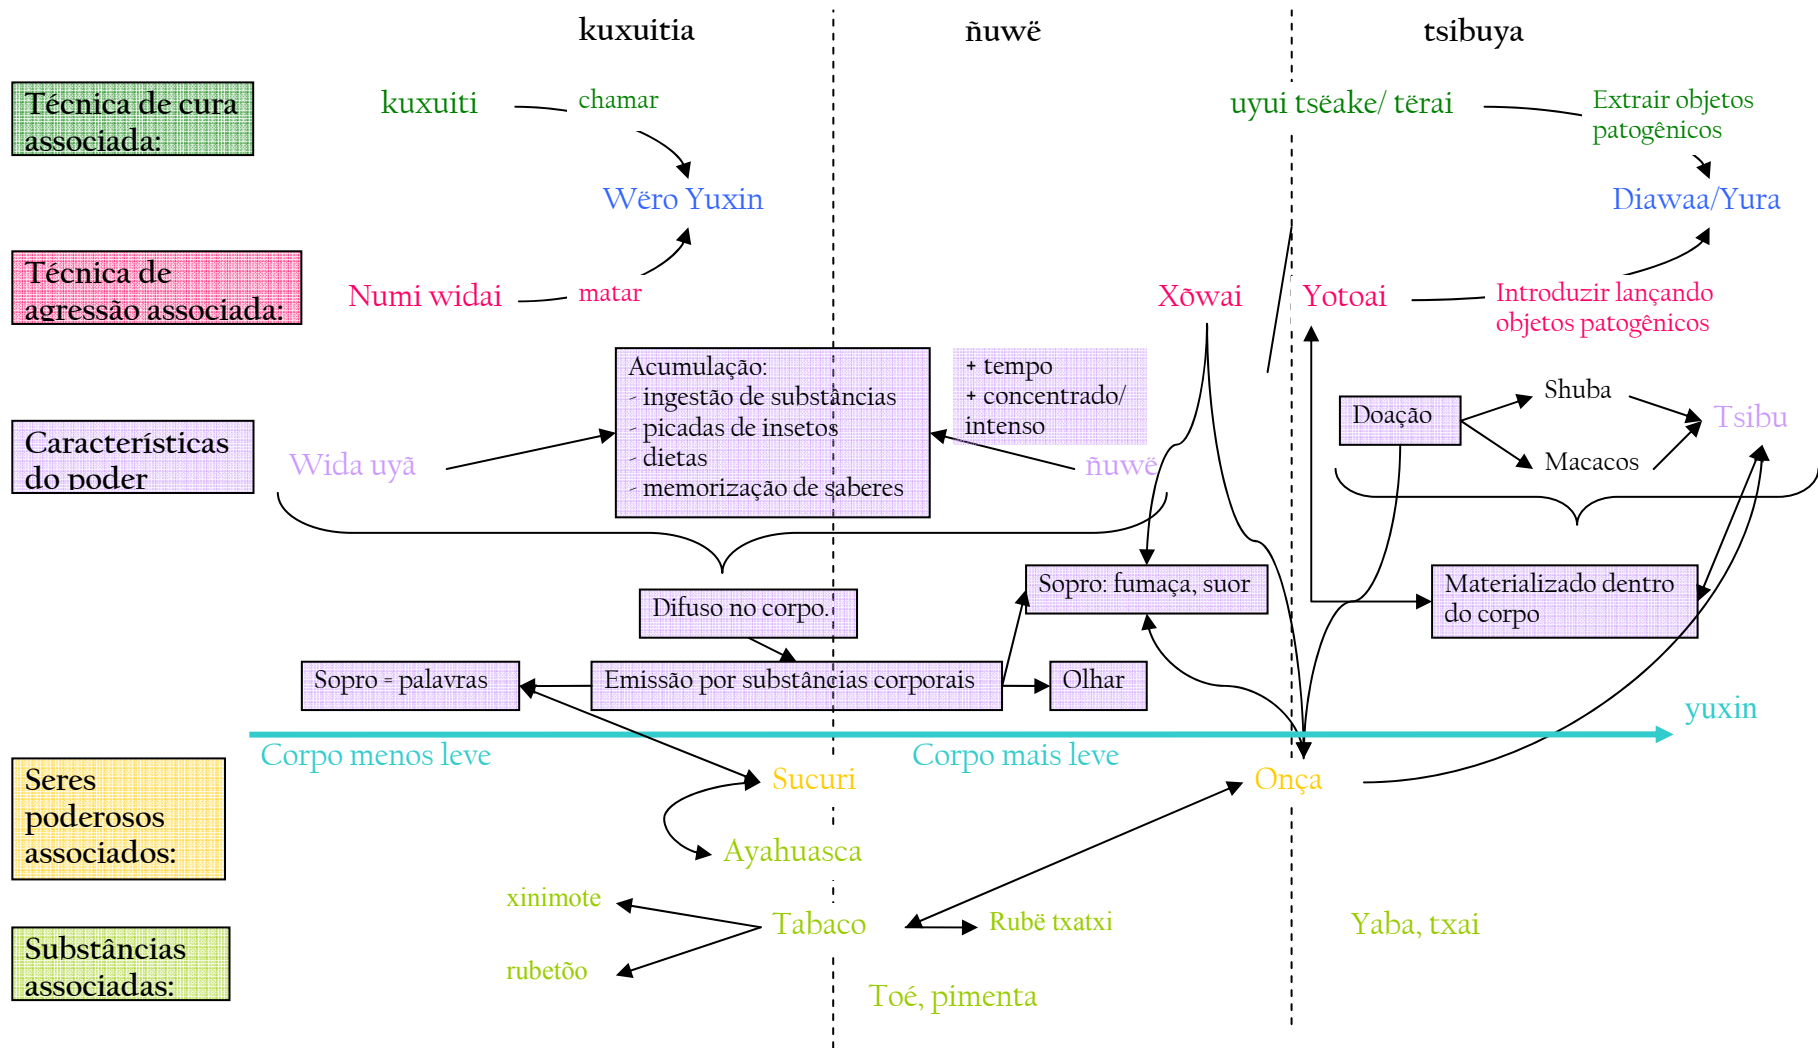 kuxuitia
ñuwë
tsibuya
Técnica de cura
associada:
kuxuiti
chamar
uyui tsëake/ tërai
Extrair objetos
patogênicos
Wëro Yuxin
Diawaa/Yura
Técnica de
agressão associada:
Numi widai
matar
Xõwai
Yotoai
Introduzir lançando
objetos patogênicos
Características
do poder
Wida uyã
Acumulação:
- ingestão de substâncias
- picadas de insetos
- dietas
- memorização de saberes
+ tempo
+ concentrado/
intenso
ñuwë
Doação
Shuba
Macacos
Tsibu
Difuso no corpo.
Sopro: fumaça, suor
Materializado dentro
do corpo
Sopro = palavras
Emissão por substâncias corporais
Olhar
yuxin
Corpo menos leve
Corpo mais leve
Seres
poderosos
associados:
Sucuri
Onça
Ayahuasca
Substâncias
associadas:
xinimote
rubetõo
Tabaco
Rubë txatxi
Yaba, txai
Toé, pimenta